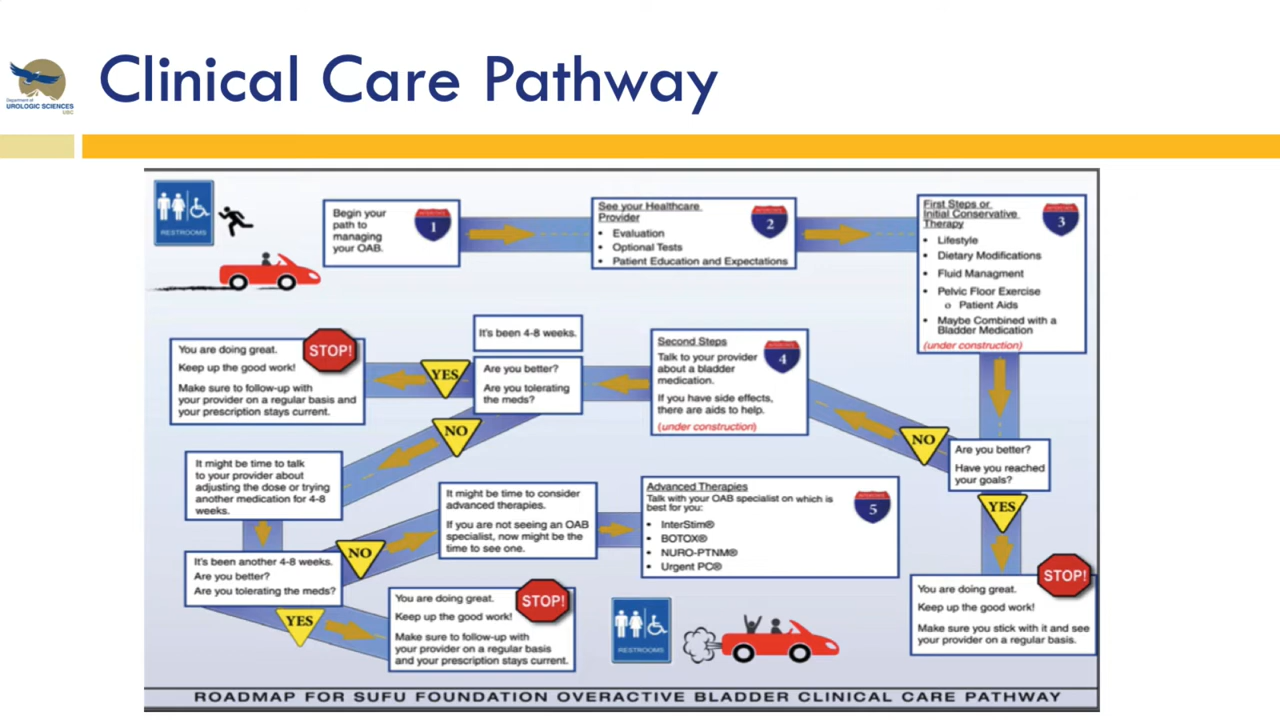 Clinical Care Pathway
Department of
UROLOGIC SCIENCES
UBC
RESTROOMS
Begin your
path to
managing
your OAB.
INTERSTATE
1
See your Healthcare
Provider
• Evaluation
• Optional Tests
• Patient Education and Expectations
INTERSTATE
2
First Steps or
Initial Conservative
Therapy
• Lifestyle
• Dietary Modifications
• Fluid Managment
• Pelvic Floor Exercise
o Patient Aids
• Maybe Combined with a
Bladder Medication
(under construction)
INTERSTATE
3
Are you better?
Have you reached
your goals?
YES
STOP!
You are doing great.
Keep up the good work!
Make sure you stick with it and see
your provider on a regular basis.
NO
Second Steps
Talk to your provider
about a bladder
medication.
If you have side effects,
there are aids to help.
(under construction)
INTERSTATE
4
It's been 4-8 weeks.
Are you better?
Are you tolerating
the meds?
YES
STOP!
You are doing great.
Keep up the good work!
Make sure to follow-up with
your provider on a regular basis and
your prescription stays current.
NO
It might be time to talk
to your provider about
adjusting the dose or trying
another medication for 4-8
weeks.
It's been another 4-8 weeks.
Are you better?
Are you tolerating the meds?
YES
STOP!
You are doing great.
Keep up the good work!
Make sure to follow-up with
your provider on a regular basis
and your prescription stays current.
NO
It might be time to consider
advanced therapies.
If you are not seeing an OAB
specialist, now might be the
time to see one.
Advanced Therapies
Talk with your OAB specialist on which is
best for you:
• InterStim®
• BOTOX®
• NURO-PTNM®
• Urgent PC®
INTERSTATE
5
RESTROOMS
ROADMAP FOR SUFU FOUNDATION OVERACTIVE BLADDER CLINICAL CARE PATHWAY